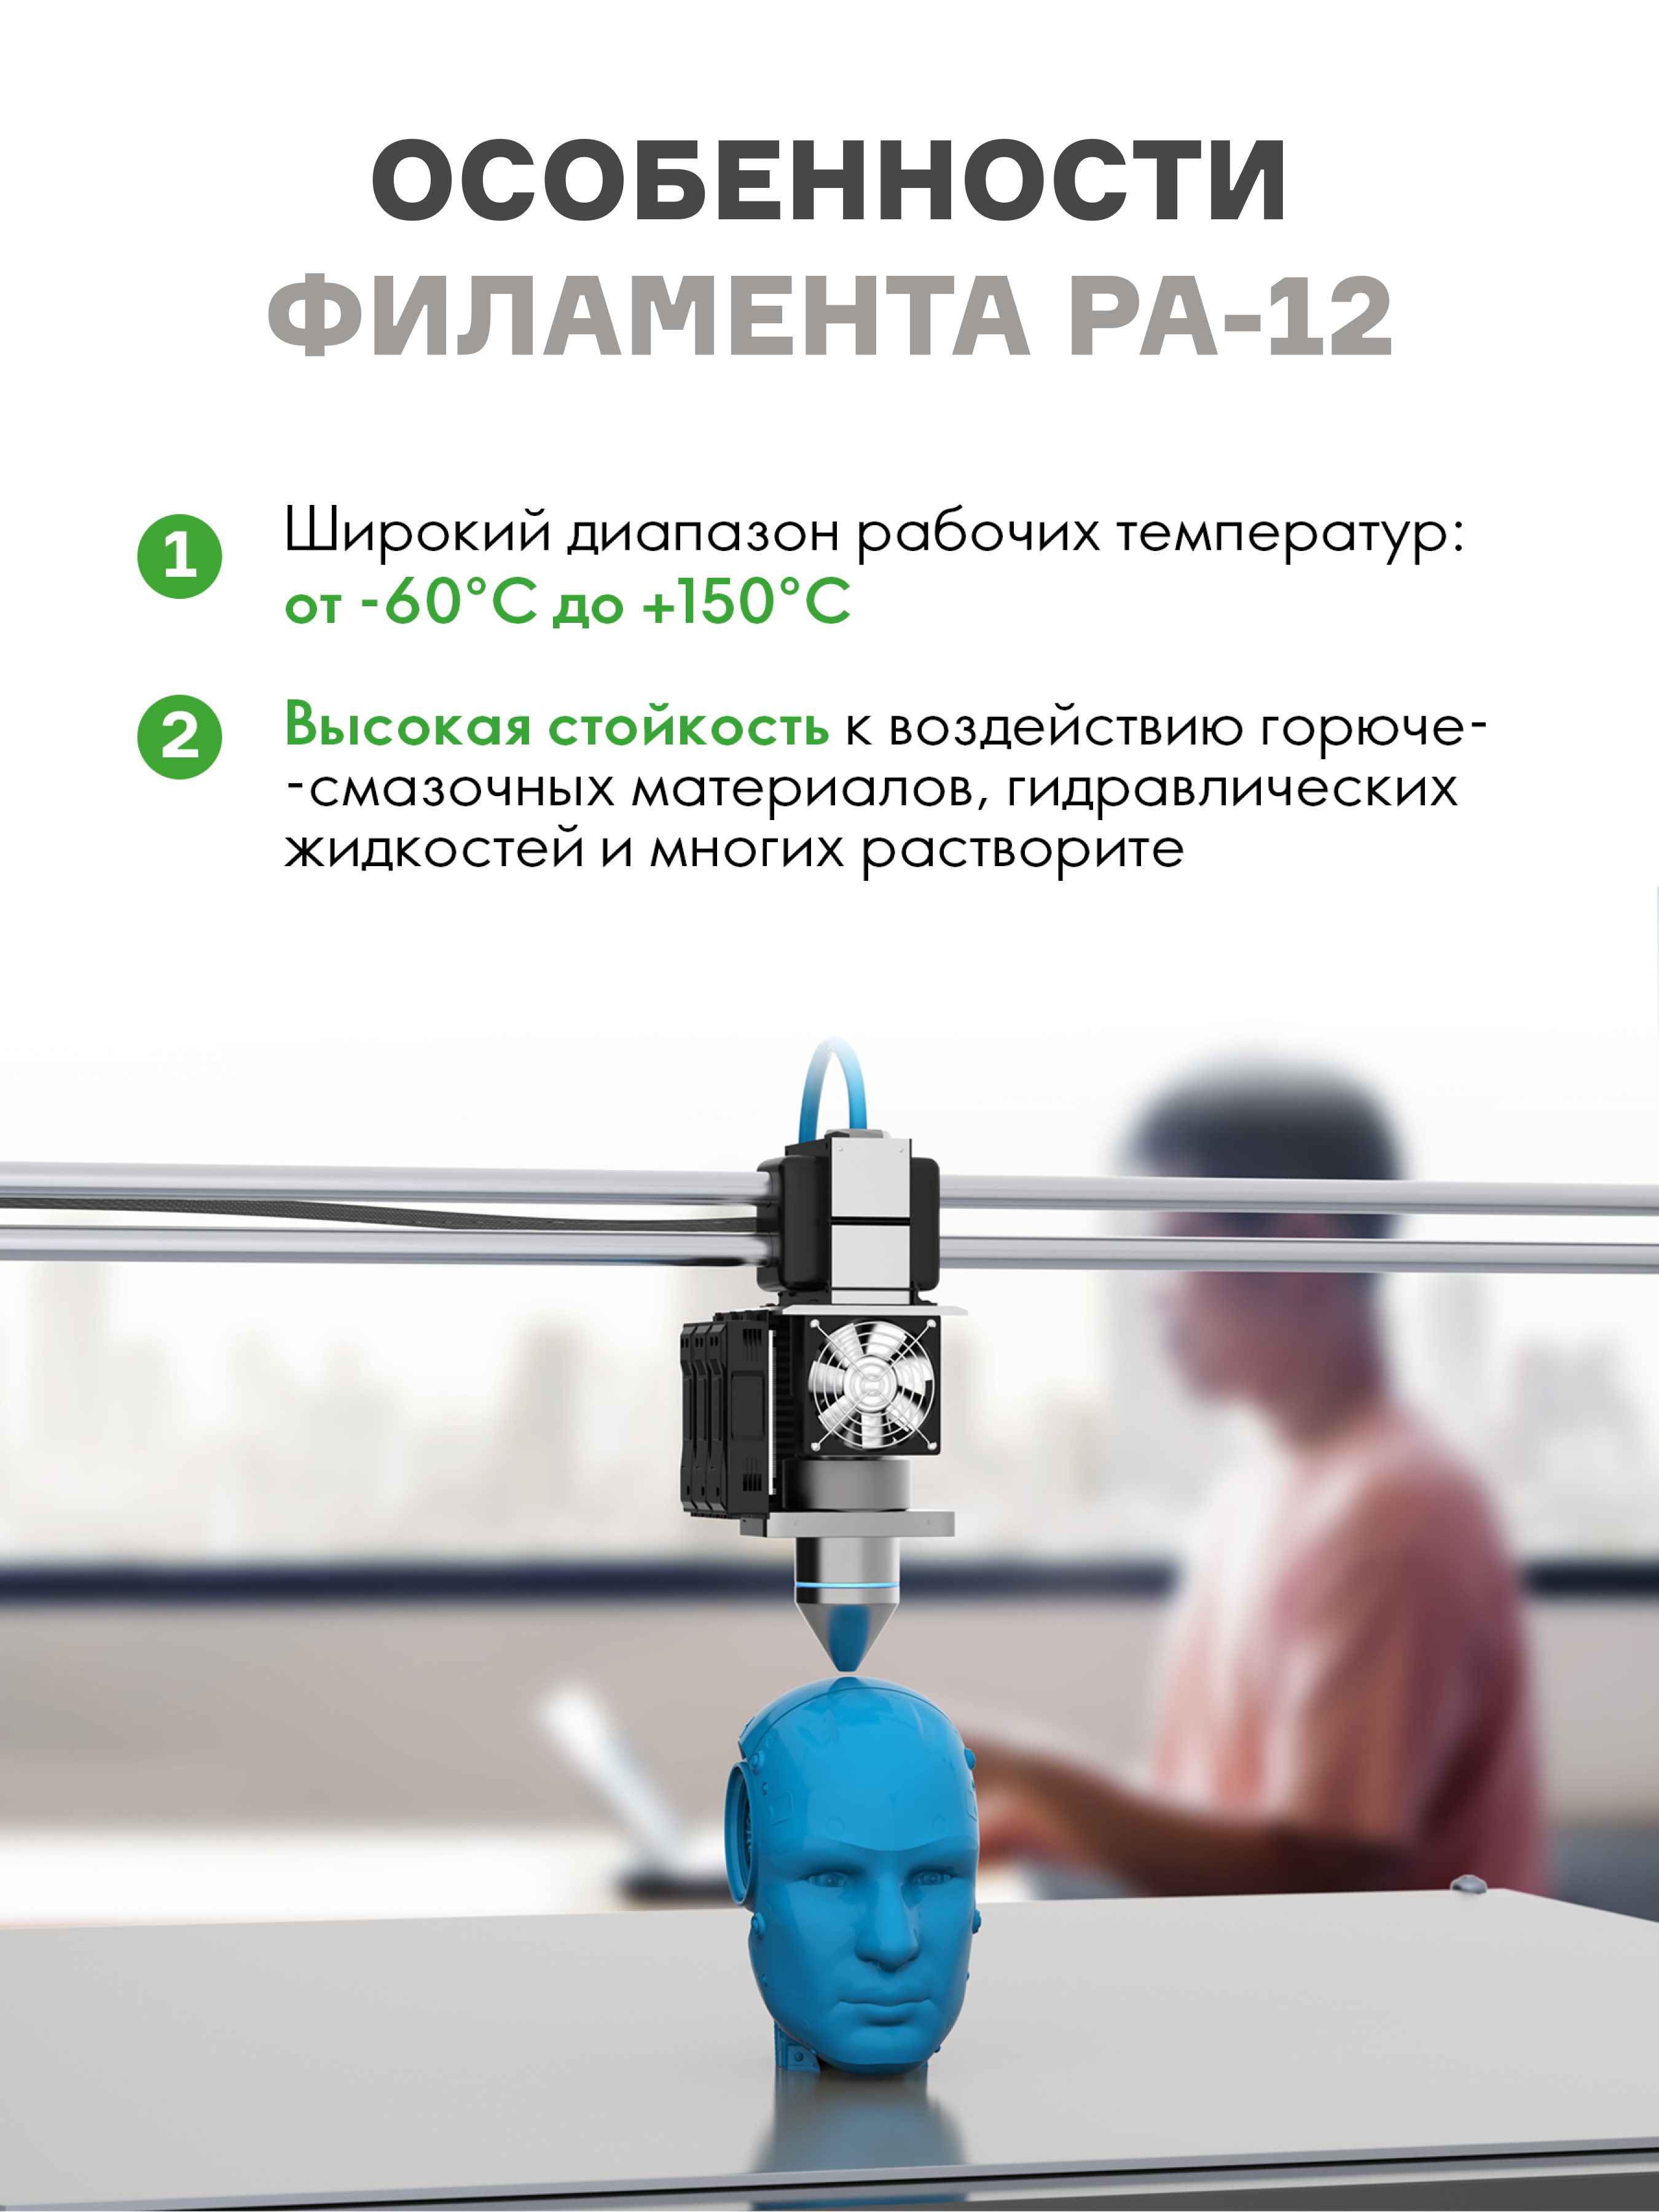 ОСОБЕННОСТИ
ФИЛАМЕНТА PA-12
1
Широкий диапазон рабочих температур:
от -60°C до +150°C
2
Высокая стойкость к воздействию горюче-
-смазочных материалов, гидравлических
жидкостей и многих растворите